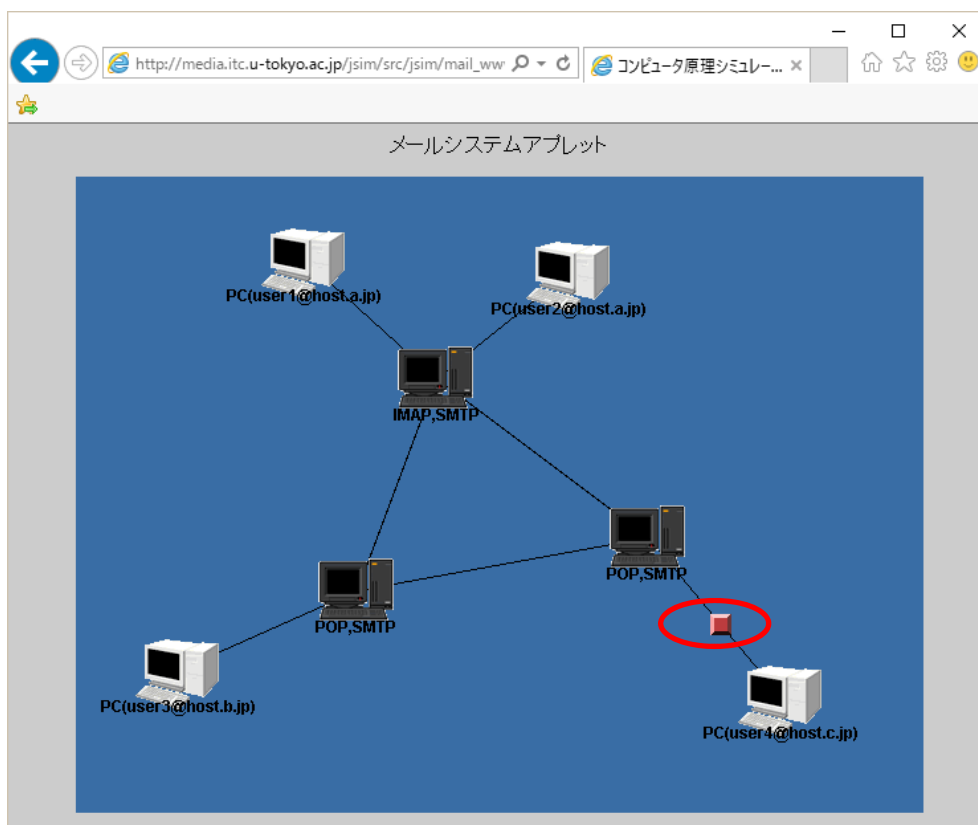 http://media.itc.u-tokyo.ac.jp/jsim/src/jsim/mail_ww
コンピュータ原理シミュレー...
メールシステムアプレット
PC(user1@host.a.jp)
PC(user2@host.a.jp)
IMAP,SMTP
POP,SMTP
POP,SMTP
PC(user3@host.b.jp)
PC(user4@host.c.jp)